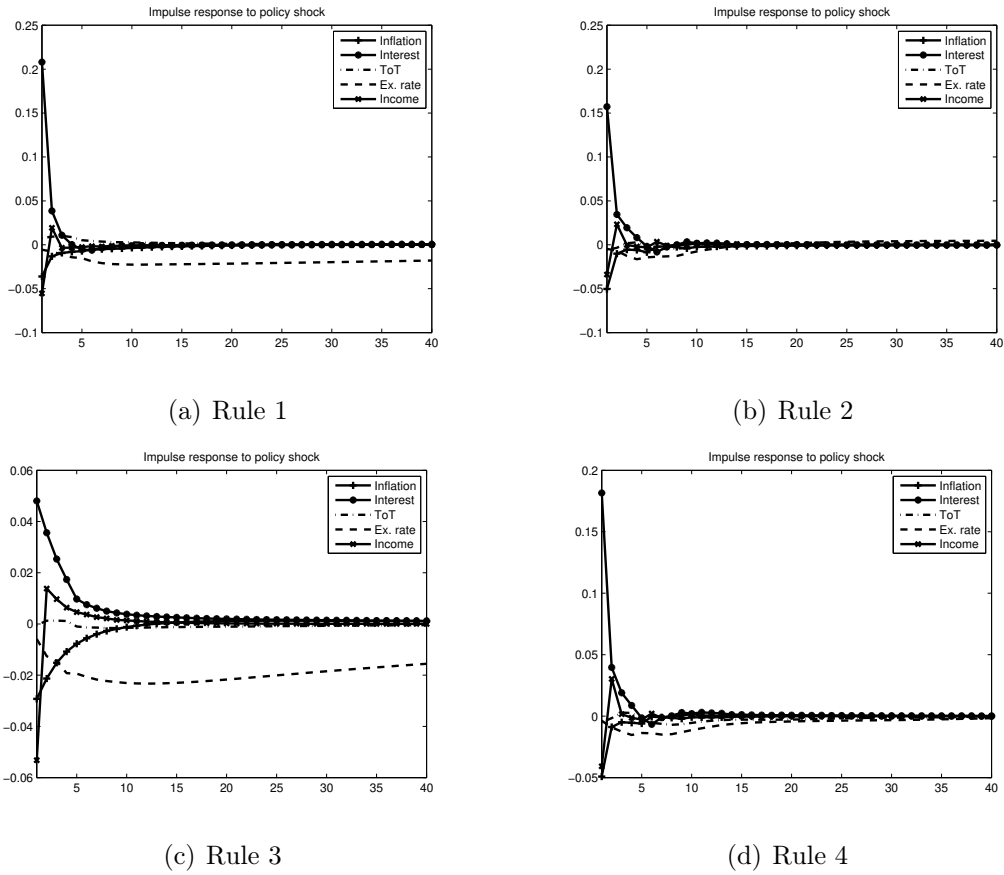 Impulse response to policy shock
0.25
0.2
0.15
0.1
0.05
0
−0.05
−0.1
5 10 15 20 25 30 35 40
Inflation
Interest
ToT
Ex. rate
Income
(a) Rule 1
Impulse response to policy shock
0.25
0.2
0.15
0.1
0.05
0
−0.05
−0.1
5 10 15 20 25 30 35 40
Inflation
Interest
ToT
Ex. rate
Income
(b) Rule 2
Impulse response to policy shock
0.06
0.04
0.02
0
−0.02
−0.04
−0.06
5 10 15 20 25 30 35 40
Inflation
Interest
ToT
Ex. rate
Income
(c) Rule 3
Impulse response to policy shock
0.2
0.15
0.1
0.05
0
−0.05
5 10 15 20 25 30 35 40
Inflation
Interest
ToT
Ex. rate
Income
(d) Rule 4